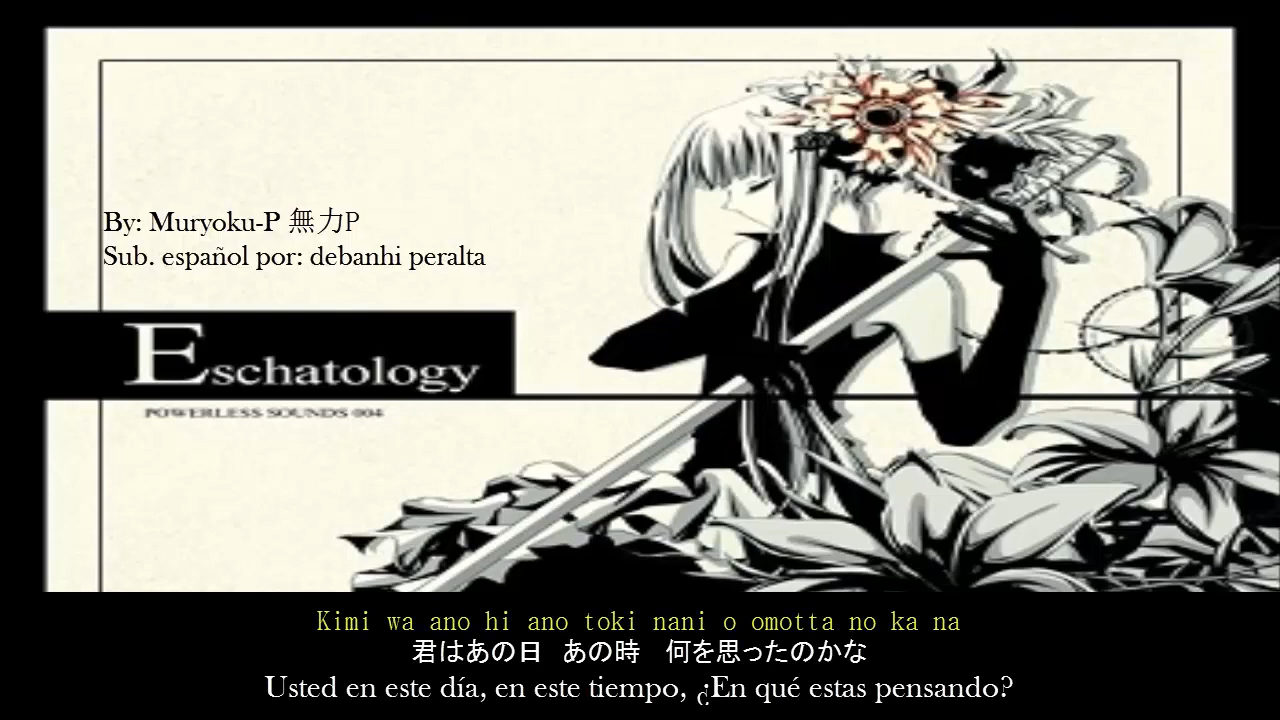 By: Muryoku-P 無力P
Sub. español por: debanhi peralta
Eschatology
POWERLESS SOUNDS 004
Kimi wa ano hi ano toki nani o omotta no ka na
君はあの日　あの時　何を思ったのかな
Usted en este día, en este tiempo, ¿En qué estas pensando?